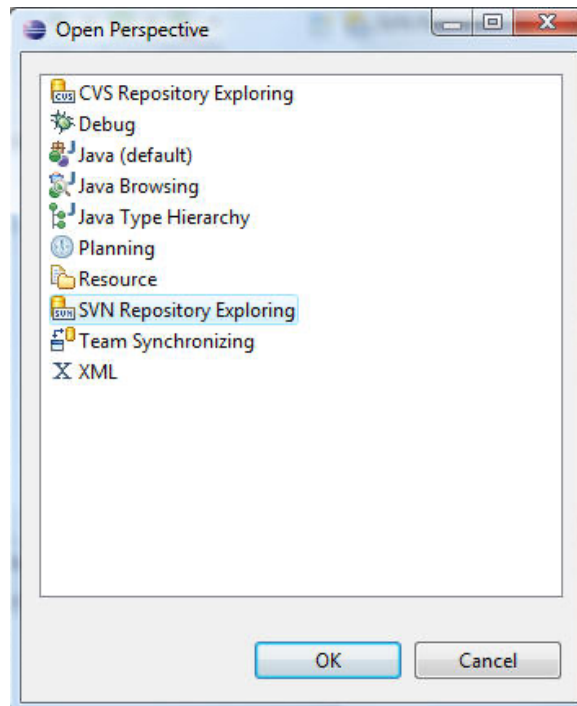 Open Perspective
CVS Repository Exploring
Debug
Java (default)
Java Browsing
Java Type Hierarchy
Planning
Resource
SVN Repository Exploring
Team Synchronizing
XML
OK Cancel